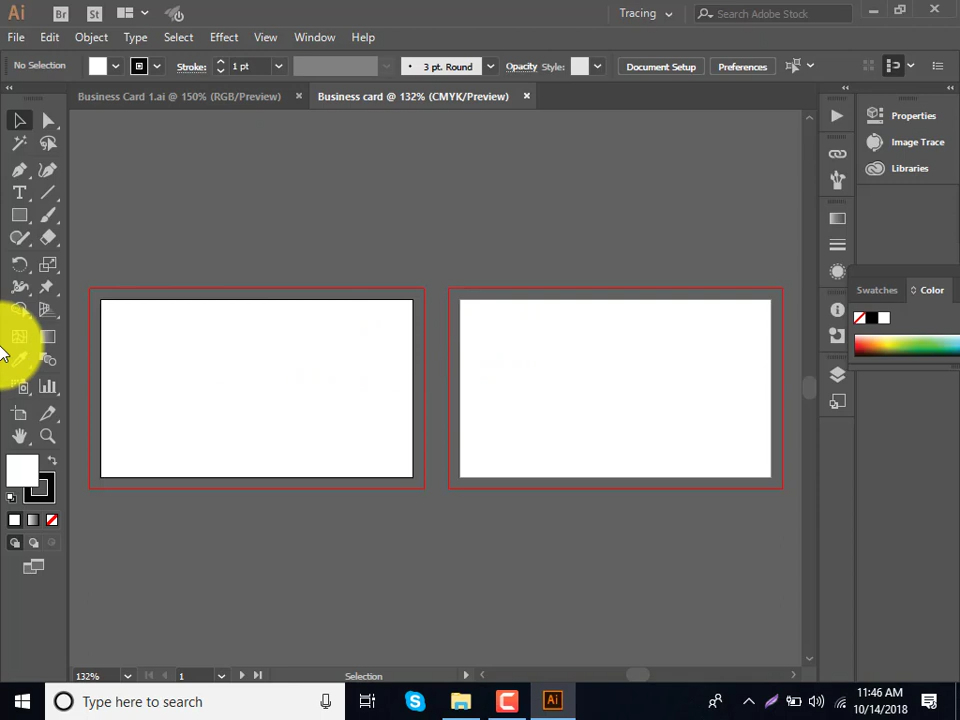 Ai Br St Tracing Search Adobe Stock
File Edit Object Type Select Effect View Window Help
No Selection Stroke: 1 pt 3 pt. Round Opacity Style: Document Setup Preferences
Business Card 1.ai @ 150% (RGB/Preview) × Business card @ 132% (CMYK/Preview) ×
Properties
Image Trace
Libraries
T
Swatches Color
132% 1 Selection
Type here to search Ai 11:46 AM
10/14/2018